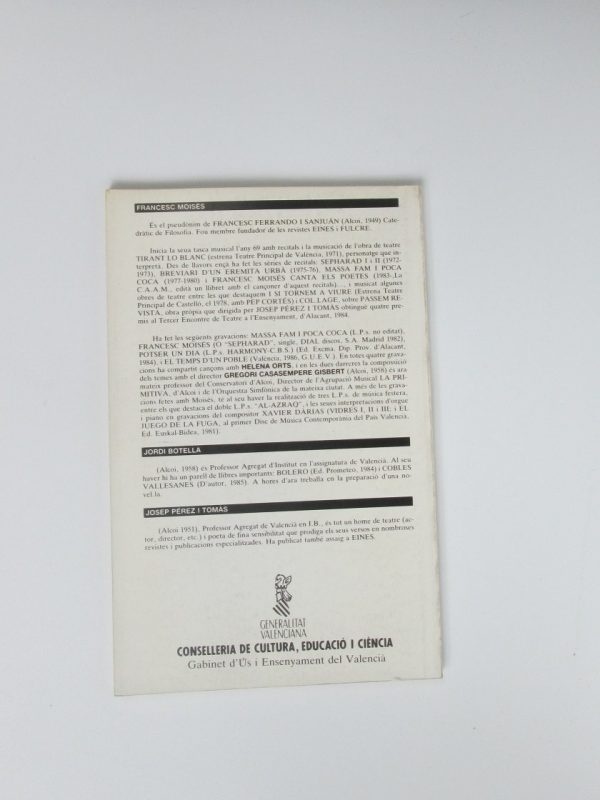 FRANCESC MOISÈS
És el pseudònim de FRANCESC FERRANDO I SANJUÁN (Alcoi, 1949) Cate-
dràtic de Filosofia. Fou membre fundador de les revistes EINES i FULCRE.
Inicia la seua tasca musical l'any 69 amb recitals i la musicació de l'obra de teatre
TIRANT LO BLANC (estrena Teatre Principal de València, 1971), personatge que in-
terpretà. Des de llavors ençà ha fet les sèries de recitals: SEPHARAD I i II (1972-
1973), BREVIARI D'UN EREMITA URBÀ (1975-76), MASSA FAM I POCA
COCA (1977-1980) i FRANCESC MOISÈS CANTA ELS POETES (1983. La
C.A.A.M., edità un llibret amb el cançoner d'aquest recitals)..., i musicat algunes
obres de teatre entre les que destaquem I SI TORNEM A VIURE (Estrena Teatre
Principal de Castelló, el 1978, amb PEP CORTÉS) i COL·LAGE, sobre PASSEM RE-
VISTA, obra pròpia que dirigida per JOSEP PÉREZ I TOMÀS obtingué quatre pre-
mis al Tercer Encontre de Teatre a l'Ensenyament, d'Alacant, 1984.
Ha fet les següents gravacions: MASSA FAM I POCA COCA (L.P.s. no editat),
FRANCESC MOISÈS (O "SEPHARAD", single, DIAL discos, S.A. Madrid 1982),
POTSER UN DIA (L.P.s. HARMONY-C.B.S.) (Ed. Excma. Dip. Prov. d'Alacant,
1984), i EL TEMPS D'UN POBLE (València, 1986, G.U.E.V.). En totes quatre grava-
cions ha compartit cançons amb HELENA ORTS, i en les dues darreres la composició
dels temes amb el director GREGORI CASASEMPERE GISBERT (Alcoi, 1958) és ara
mateix professor del Conservatori d'Alcoi, Director de l'Agrupació Musical LA PRI-
MITIVA, d'Alcoi i de l'Orquestra Simfònica de la mateixa ciutat. A més de les grava-
cions fetes amb Moisès, té al seu haver la realització de tres L.P.s de música festera,
entre els que destaca el doble L.P.s "AL-AZRAQ", i les seues interpretacions d'orgue
i piano en gravacions del compositor XAVIER DARIAS (VIDRES I, II i III; i EL
JUEGO DE LA FUGA, al primer Disc de Música Contemporània del País Valencià,
Ed. Euskal-Bidea, 1981).
JORDI BOTELLA
(Alcoi, 1958) és Professor Agregat d'Institut en l'assignatura de Valencià. Al seu
haver hi ha un parell de llibres importants: BOLERO (Ed. Prometeo, 1984) i COBLES
VALLESANES (D'autor, 1985). A hores d'ara treballa en la preparació d'una no-
vel·la.
JOSEP PÉREZ I TOMÀS
(Alcoi 1951), Professor Agregat de Valencià en I.B., és tot un home de teatre (ac-
tor, director, etc.) i poeta de fina sensibilitat que prodiga els seus versos en nombroses
revistes i publicacions especialitzades. Ha publicat també assaig a EINES.
GENERALITAT
VALENCIANA
CONSELLERIA DE CULTURA, EDUCACIÓ I CIÈNCIA
Gabinet d'Ús i Ensenyament del Valencià